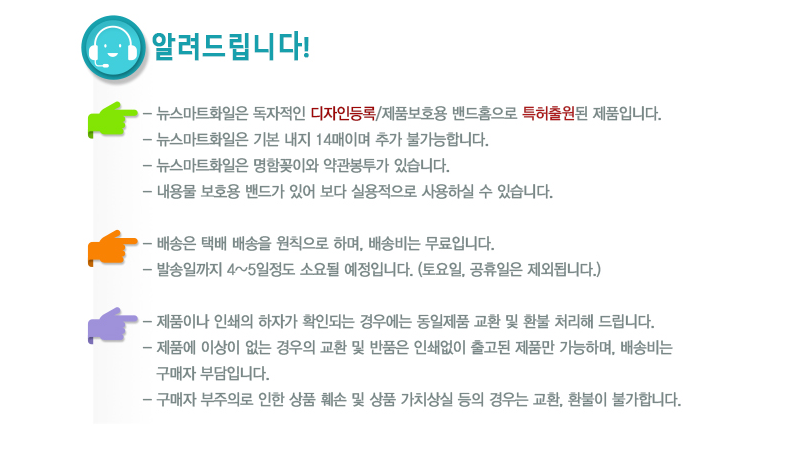 알려드립니다!
- 뉴스마트화일은 독자적인 디자인등록/제품보호용 밴드홈으로 특허출원된 제품입니다.
- 뉴스마트화일은 기본 내지 14매이며 추가 불가능합니다.
- 뉴스마트화일은 명함꽂이와 약관봉투가 있습니다.
- 내용물 보호용 밴드가 있어 보다 실용적으로 사용하실 수 있습니다.
- 배송은 택배 배송을 원칙으로 하며, 배송비는 무료입니다.
- 발송일까지 4~5일정도 소요될 예정입니다. (토요일, 공휴일은 제외됩니다.)
- 제품이나 인쇄의 하자가 확인되는 경우에는 동일제품 교환 및 환불 처리해 드립니다.
- 제품에 이상이 없는 경우의 교환 및 반품은 인쇄없이 출고된 제품만 가능하며, 배송비는
구매자 부담입니다.
- 구매자 부주의로 인한 상품 훼손 및 상품 가치상실 등의 경우는 교환, 환불이 불가합니다.